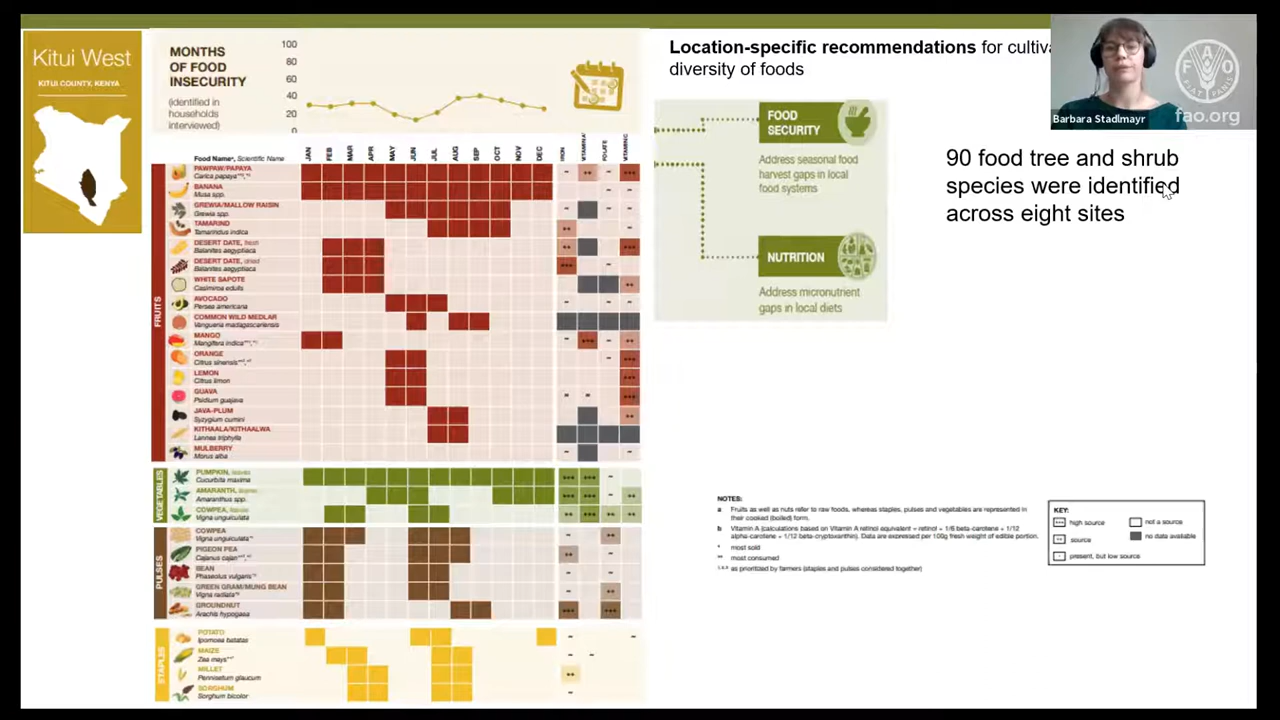 Kitui West
KITUI COUNTY, KENYA
MONTHS
OF FOOD
INSECURITY
(identified in
households
interviewed)
100
80
60
40
20
0
Food Name*, Scientific Name
JAN
FEB
MAR
APR
MAY
JUN
JUL
AUG
SEP
OCT
NOV
DEC
IRON
VITAMIN A
FOLATE
VITAMIN C
FRUITS
PAWPAW/PAPAYA
Carica papaya
BANANA
Musa spp.
GREWIA/MALLOW RAISIN
Grewia spp.
TAMARIND
Tamarindus indica
DESERT DATE, fresh
Balanites aegyptiaca
DESERT DATE, dried
Balanites aegyptiaca
WHITE SAPOTE
Casimiroa edulis
AVOCADO
Persea americana
COMMON WILD MEDLAR
Vangueria madagascariensis
MANGO
Mangifera indica
ORANGE
Citrus sinensis
LEMON
Citrus limon
GUAVA
Psidium guajava
JAVA-PLUM
Syzygium cumini
KITHAALA/KITHAALWA
Lannea triphylla
MULBERRY
Morus alba
VEGETABLES
PUMPKIN, leaves
Cucurbita maxima
AMARANTH, leaves
Amaranthus spp.
COWPEA, leaves
Vigna unguiculata
PULSES
COWPEA
Vigna unguiculata
PIGEON PEA
Cajanus cajan
BEAN
Phaseolus vulgaris
GREEN GRAM/MUNG BEAN
Vigna radiata
GROUNDNUT
Arachis hypogaea
STAPLES
POTATO
Ipomoea batatas
MAIZE
Zea mays
MILLET
Pennisetum glaucum
SORGHUM
Sorghum bicolor
Location-specific recommendations for cultiva
diversity of foods
FOOD
SECURITY
Address seasonal food
harvest gaps in local
food systems
NUTRITION
Address micronutrient
gaps in local diets
Barbara Stadlmayr
FAO
FIAT PANIS
fao.org
90 food tree and shrub
species were identified
across eight sites
NOTES:
a Fruits as well as nuts refer to raw foods, whereas staples, pulses and vegetables are represented in
their cooked (boiled) form.
b Vitamin A (calculations based on Vitamin A retinol equivalent = retinol + 1/6 beta-carotene + 1/12
alpha-carotene + 1/12 beta-cryptoxanthin). Data are expressed per 100g fresh weight of edible portion.
* most sold
** most consumed
as prioritized by farmers (staples and pulses considered together)
KEY:
high source
source
present, but low source
not a source
no data available